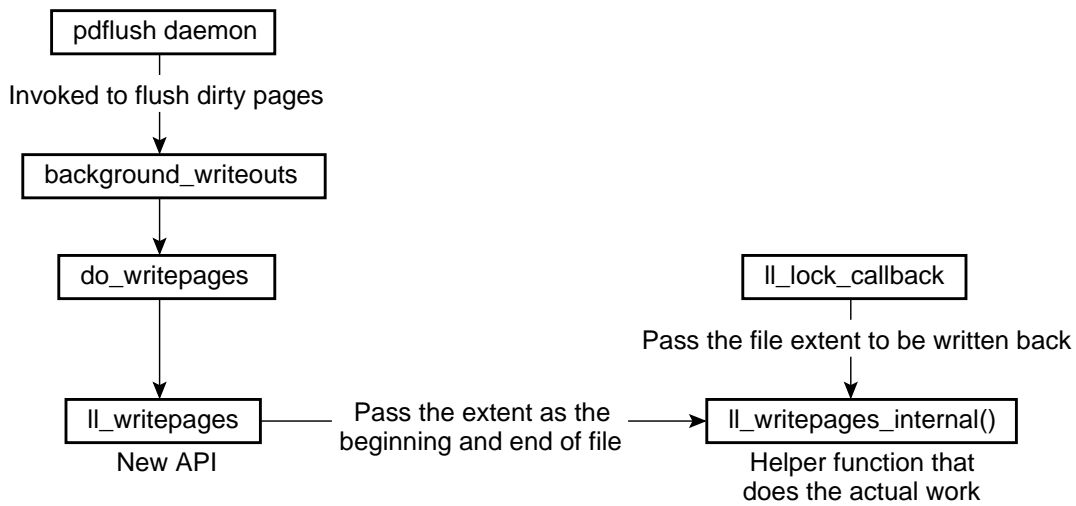 pdflush daemon
Invoked to flush dirty pages
background_writeouts
do_writepages
ll_lock_callback
Pass the file extent to be written back
ll_writepages
New API
Pass the extent as the
beginning and end of file
ll_writepages_internal()
Helper function that
does the actual work